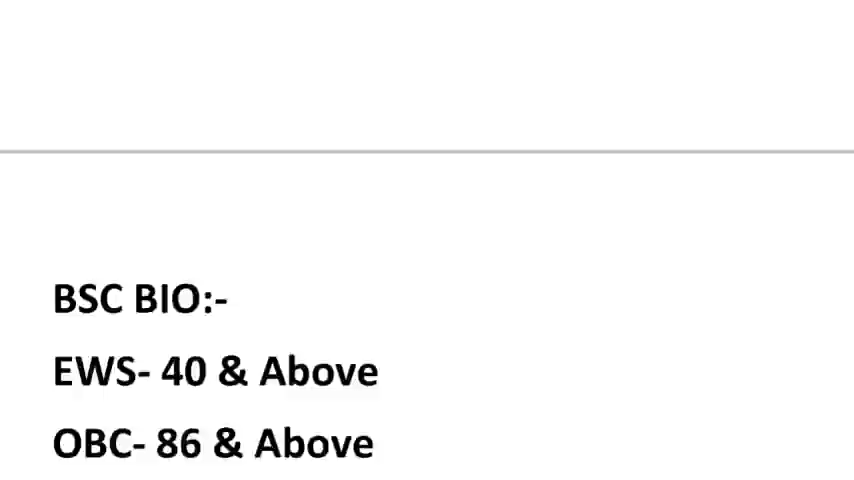 BSC BIO:-
EWS- 40 & Above
OBC- 86 & Above